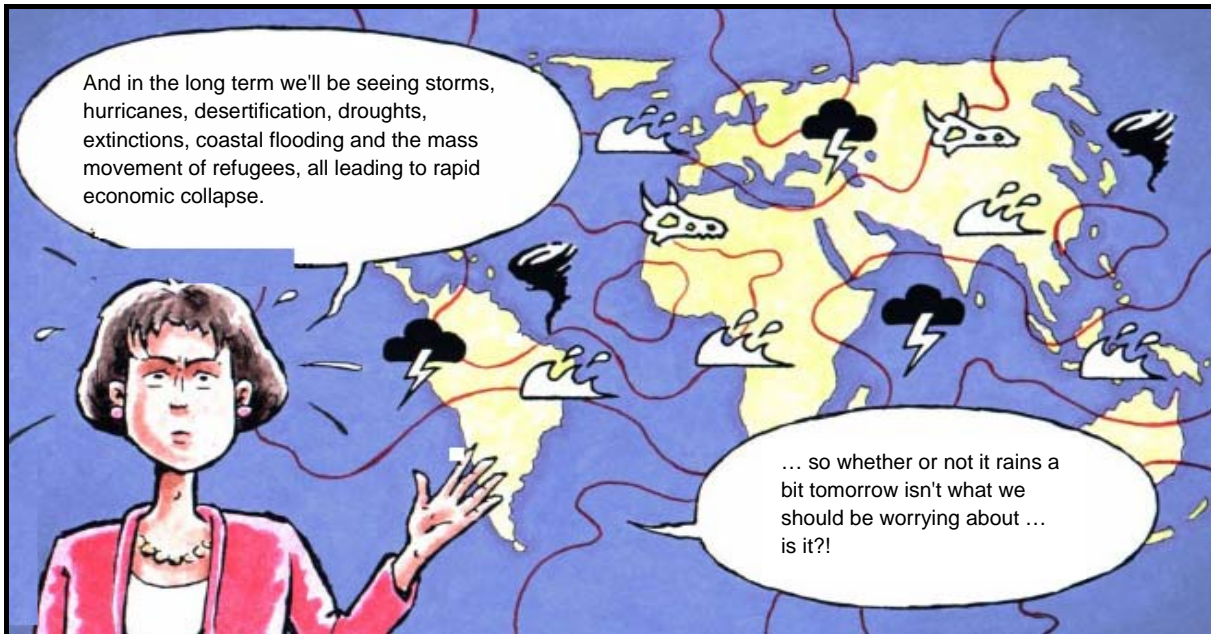 And in the long term we'll be seeing storms,
hurricanes, desertification, droughts,
extinctions, coastal flooding and the mass
movement of refugees, all leading to rapid
economic collapse.
… so whether or not it rains a
bit tomorrow isn't what we
should be worrying about …
is it?!